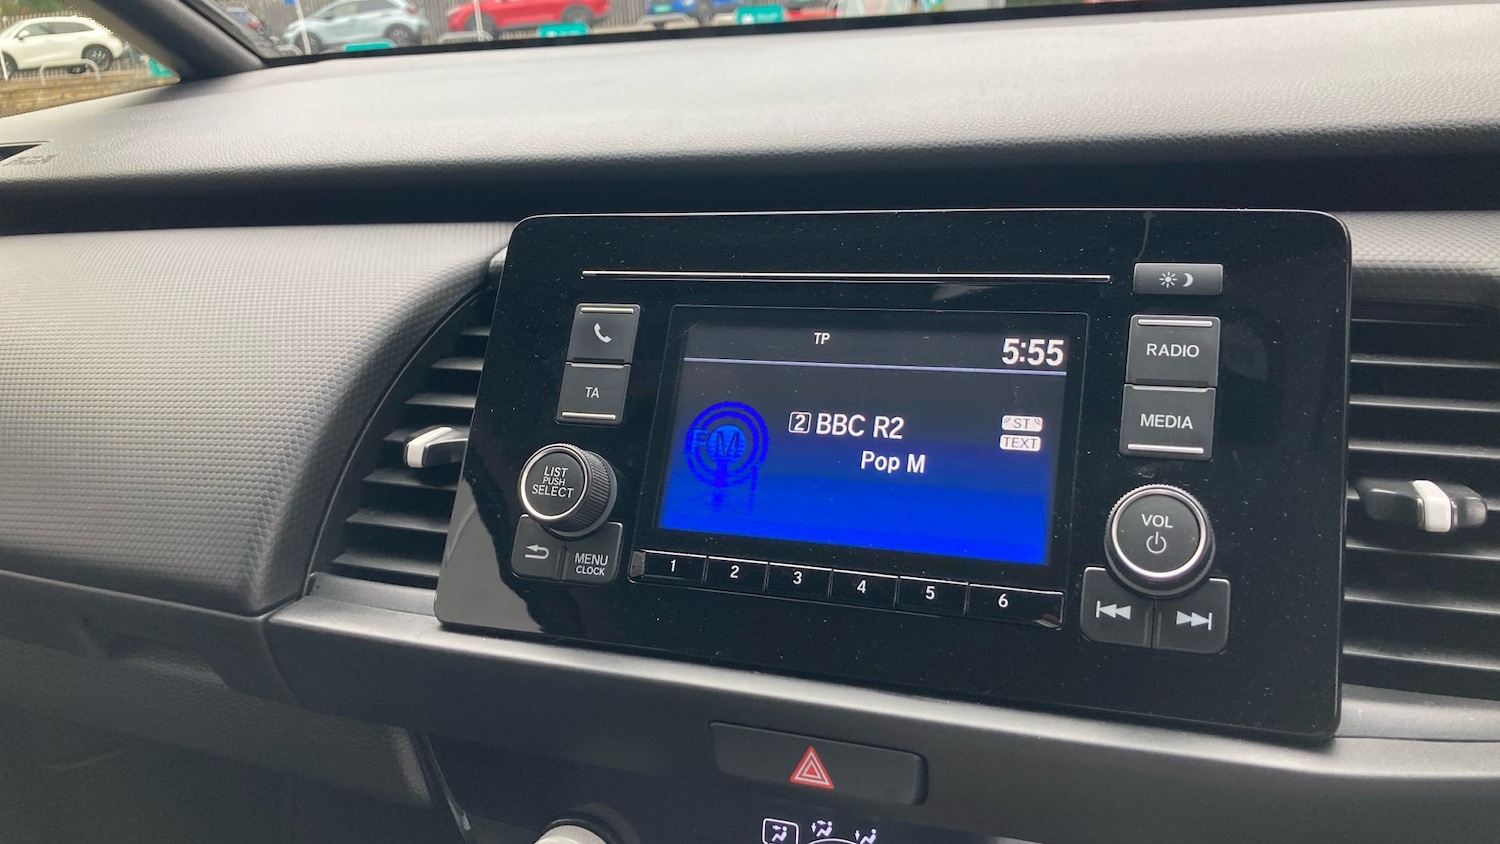 TP
5:55
2 BBC R2
Pop M
FM
ST
TEXT
TA
LIST
PUSH
SELECT
MENU
CLOCK
1 2 3 4 5 6
RADIO
MEDIA
VOL